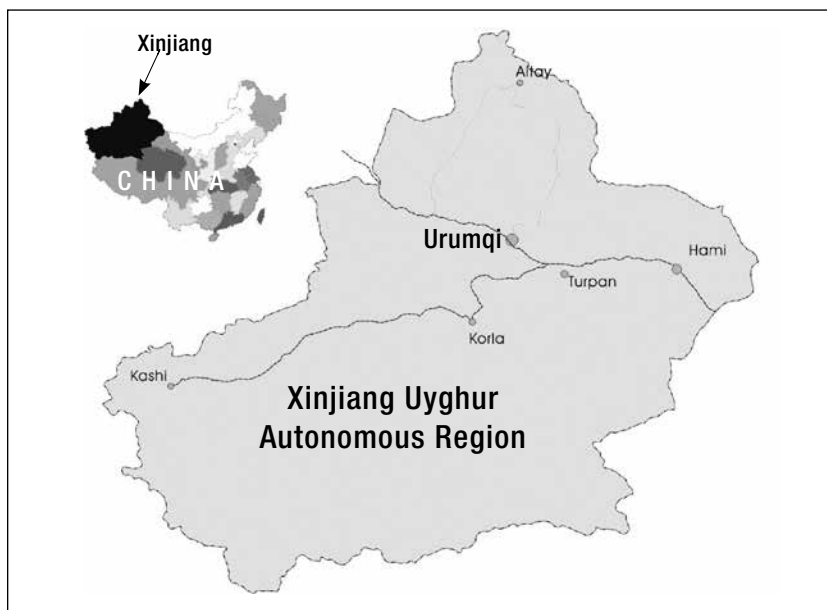 Xinjiang
CHINA
Altay
Urumqi
Hami
Turpan
Korla
Kashi
Xinjiang Uyghur
Autonomous Region